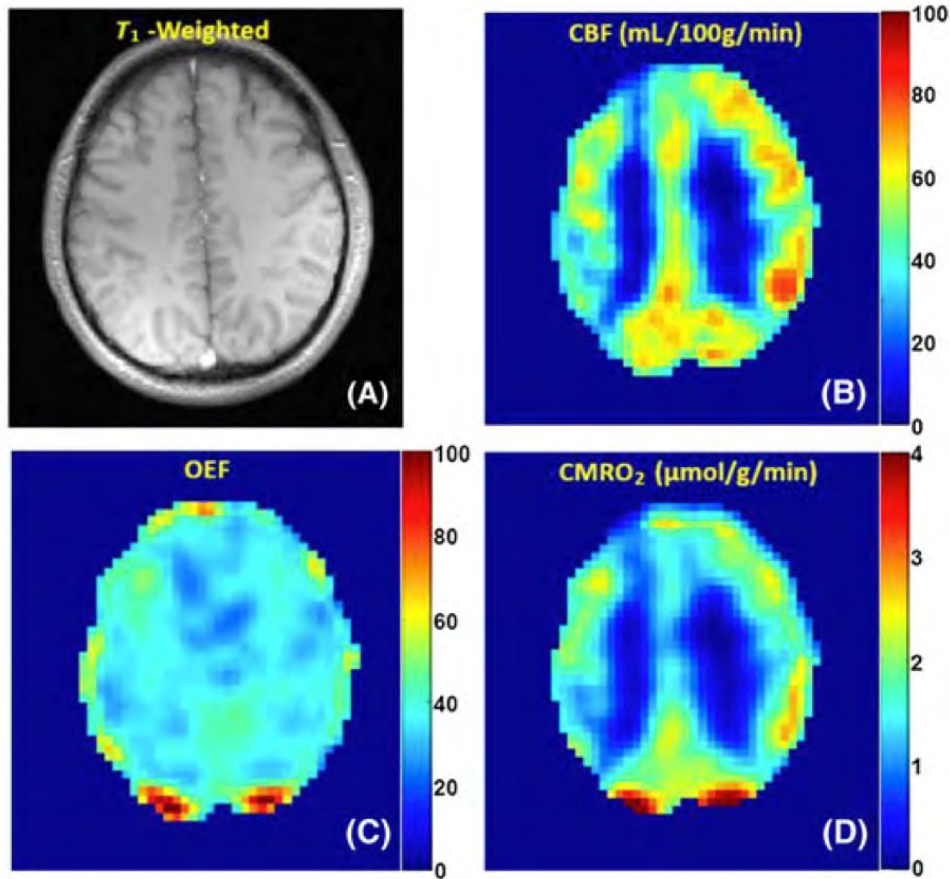 T₁ -Weighted
(A)
CBF (mL/100g/min)
100
80
60
40
20
0
(B)
OEF
100
80
60
40
20
0
(C)
CMRO₂ (μmol/g/min)
4
3
2
1
0
(D)